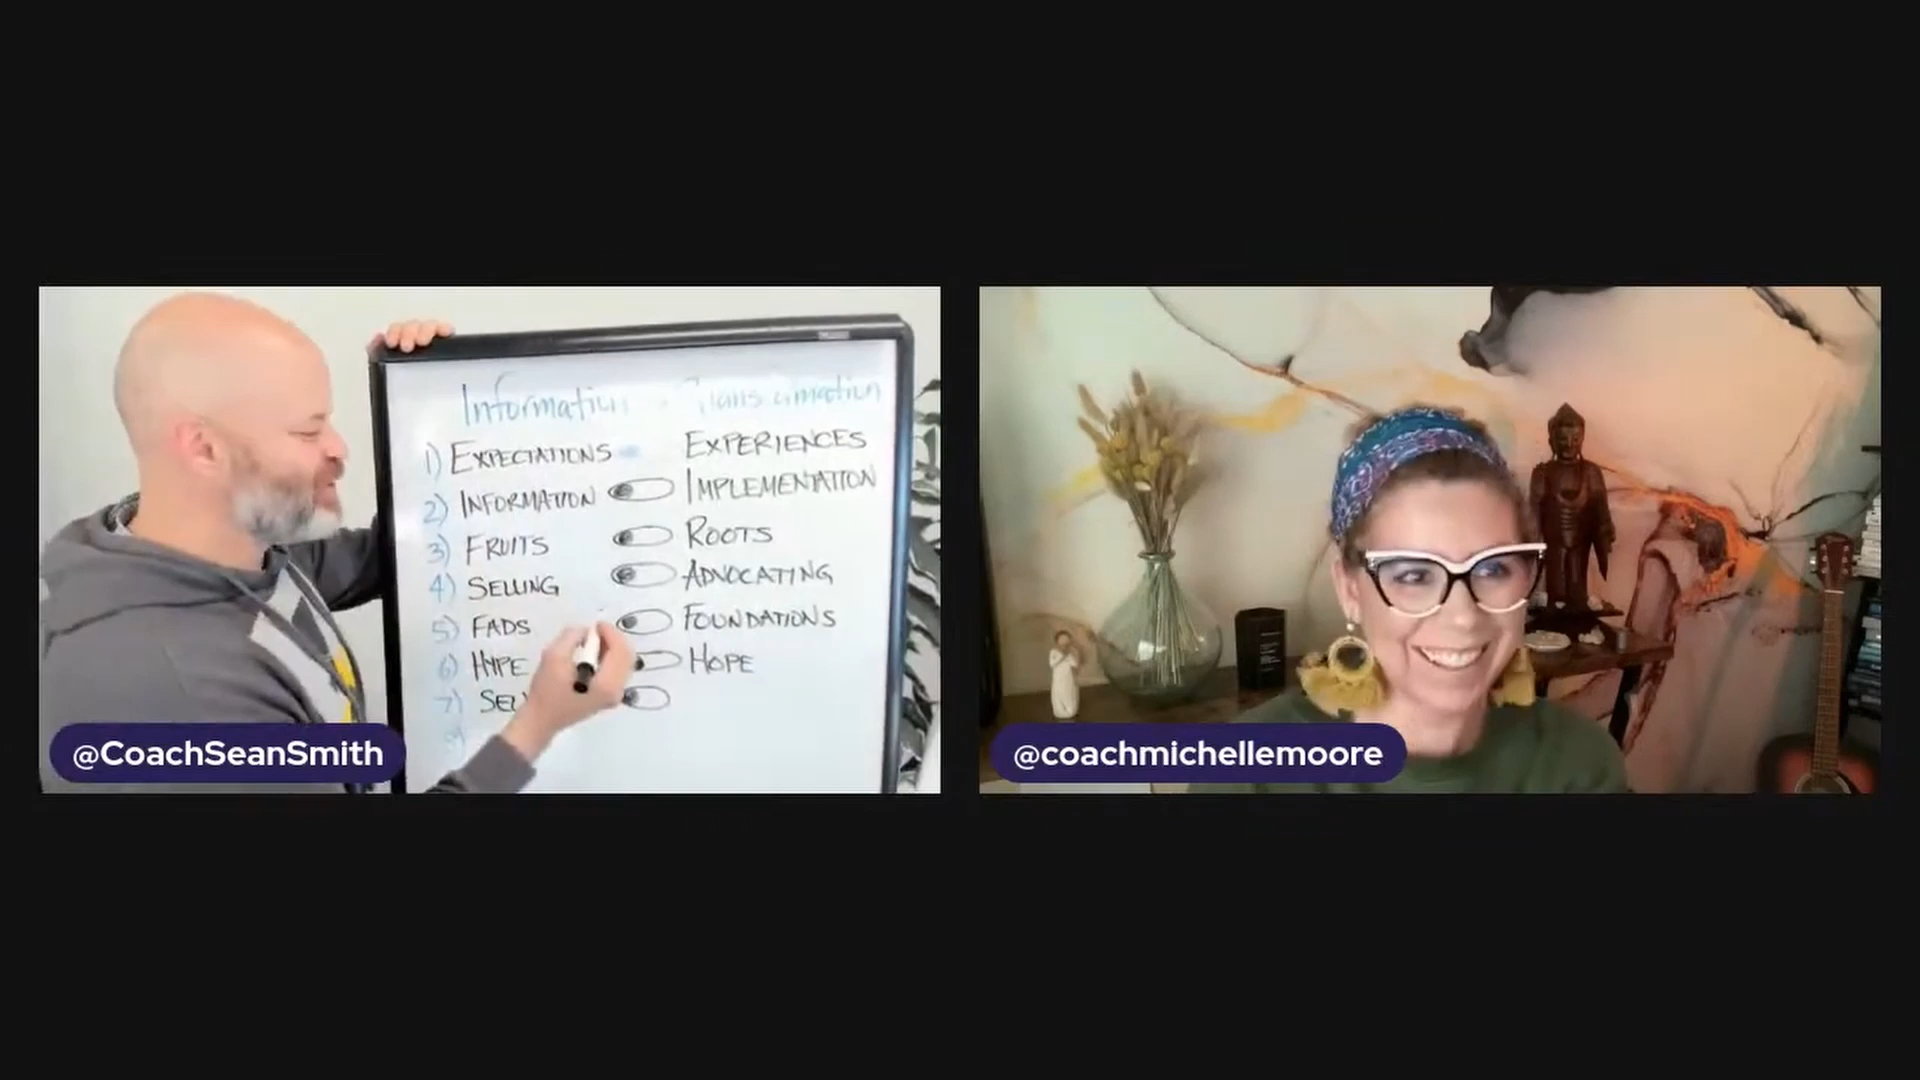 Information Transformation
1) EXPECTATIONS EXPERIENCES
2) INFORMATION IMPLEMENTATION
3) FRUITS ROOTS
4) SELLING ADVOCATING
5) FADS FOUNDATIONS
6) HYPE HOPE
7)
@CoachSeanSmith
@coachmichellemoore